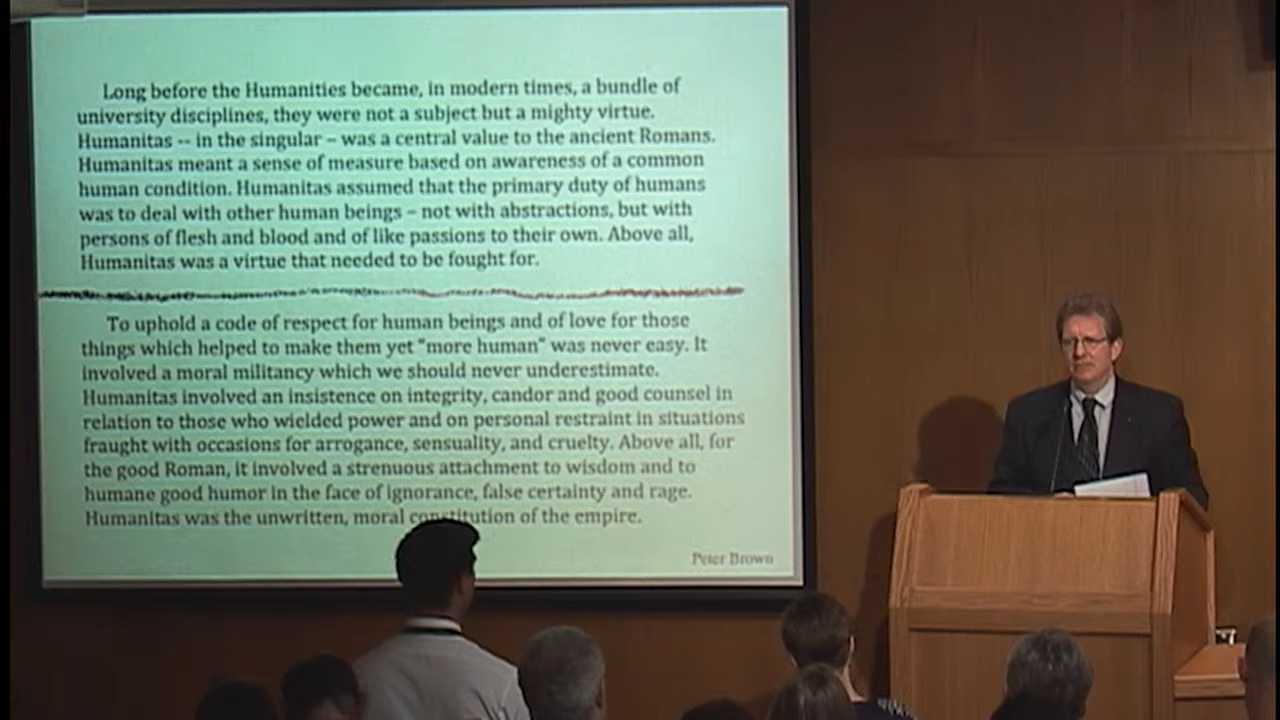 Long before the Humanities became, in modern times, a bundle of
university disciplines, they were not a subject but a mighty virtue.
Humanitas -- in the singular – was a central value to the ancient Romans.
Humanitas meant a sense of measure based on awareness of a common
human condition. Humanitas assumed that the primary duty of humans
was to deal with other human beings – not with abstractions, but with
persons of flesh and blood and of like passions to their own. Above all,
Humanitas was a virtue that needed to be fought for.
To uphold a code of respect for human beings and of love for those
things which helped to make them yet "more human" was never easy. It
involved a moral militancy which we should never underestimate.
Humanitas involved an insistence on integrity, candor and good counsel in
relation to those who wielded power and on personal restraint in situations
fraught with occasions for arrogance, sensuality, and cruelty. Above all, for
the good Roman, it involved a strenuous attachment to wisdom and to
humane good humor in the face of ignorance, false certainty and rage.
Humanitas was the unwritten, moral constitution of the empire.
Peter Brown